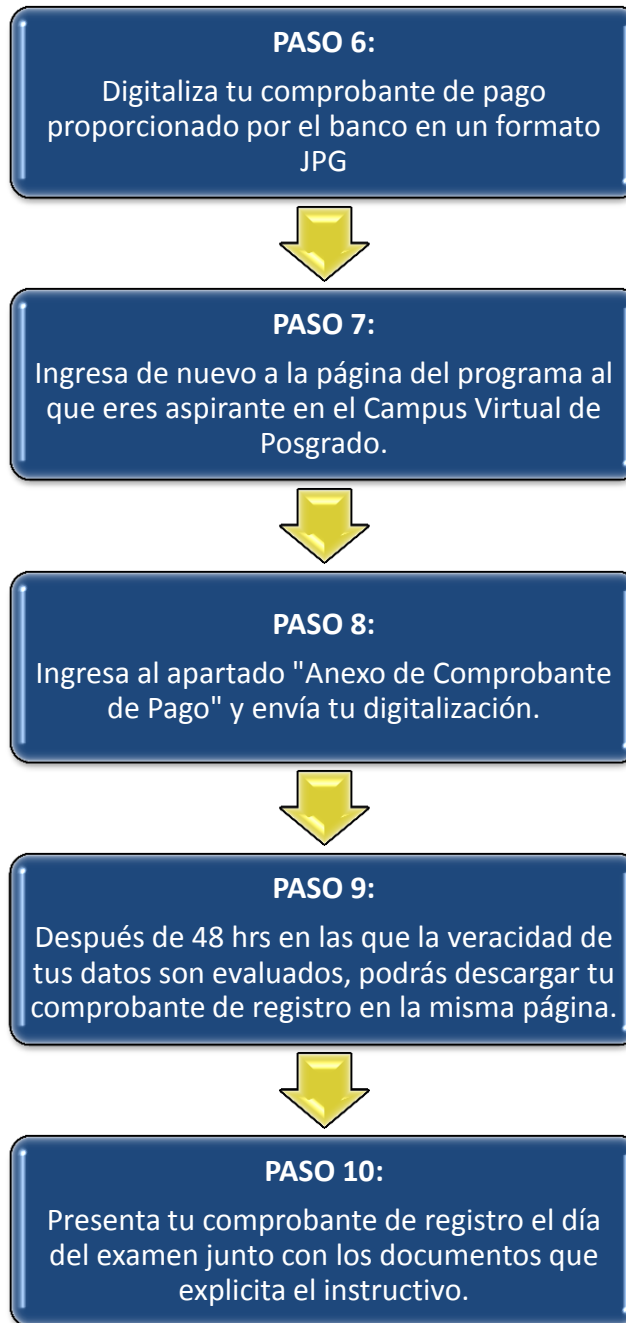 PASO 6:
Digitaliza tu comprobante de pago
proporcionado por el banco en un formato
JPG
PASO 7:
Ingresa de nuevo a la página del programa al
que eres aspirante en el Campus Virtual de
Posgrado.
PASO 8:
Ingresa al apartado "Anexo de Comprobante
de Pago" y envía tu digitalización.
PASO 9:
Después de 48 hrs en las que la veracidad de
tus datos son evaluados, podrás descargar tu
comprobante de registro en la misma página.
PASO 10:
Presenta tu comprobante de registro el día
del examen junto con los documentos que
explicita el instructivo.